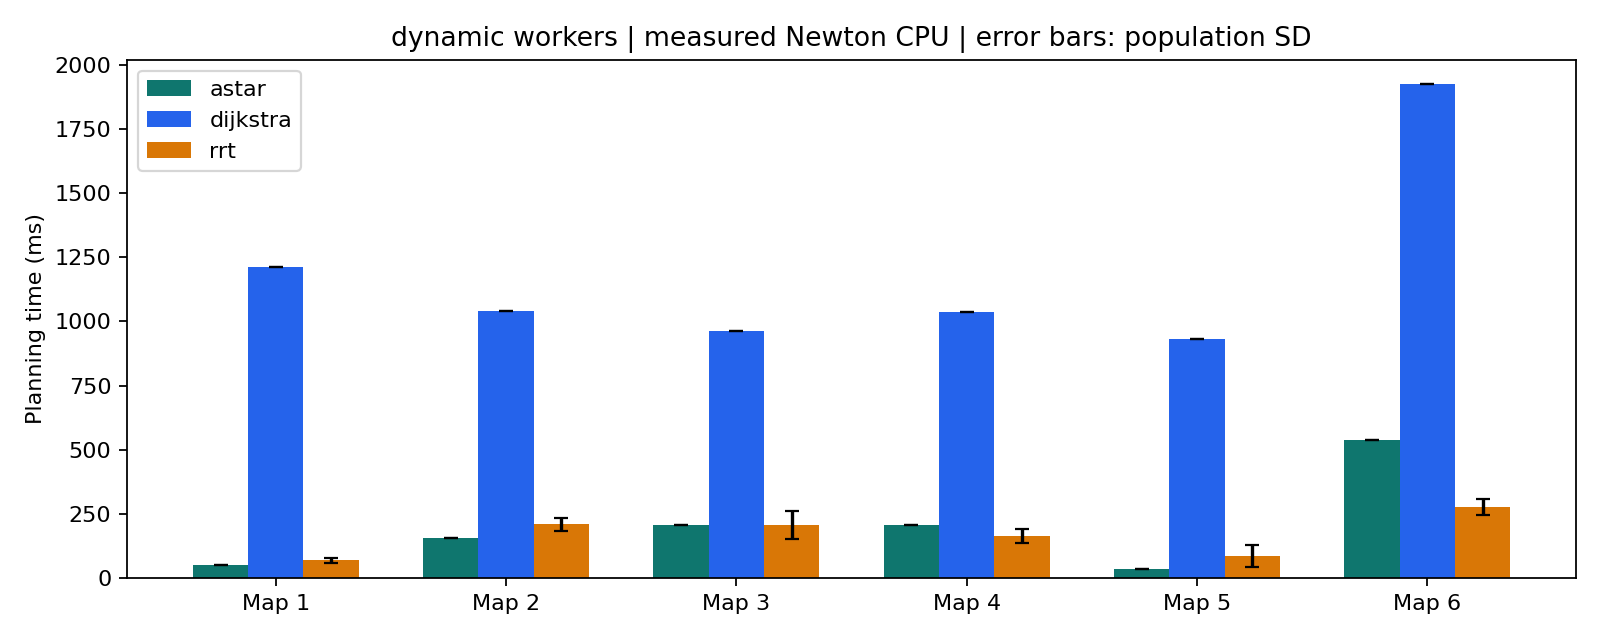 dynamic workers | measured Newton CPU | error bars: population SD
astar
dijkstra
rrt
Planning time (ms)
2000
1750
1500
1250
1000
750
500
250
0
Map 1
Map 2
Map 3
Map 4
Map 5
Map 6